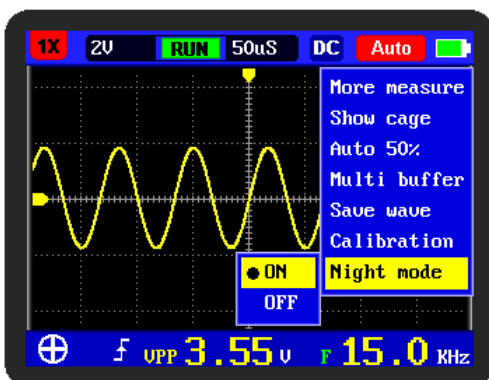 1X 2V RUN 50uS DC Auto
More measure
Show cage
Auto 50%
Multi buffer
Save wave
Calibration
Night mode
ON
OFF
VPP 3.55 V F 15.0 KHz